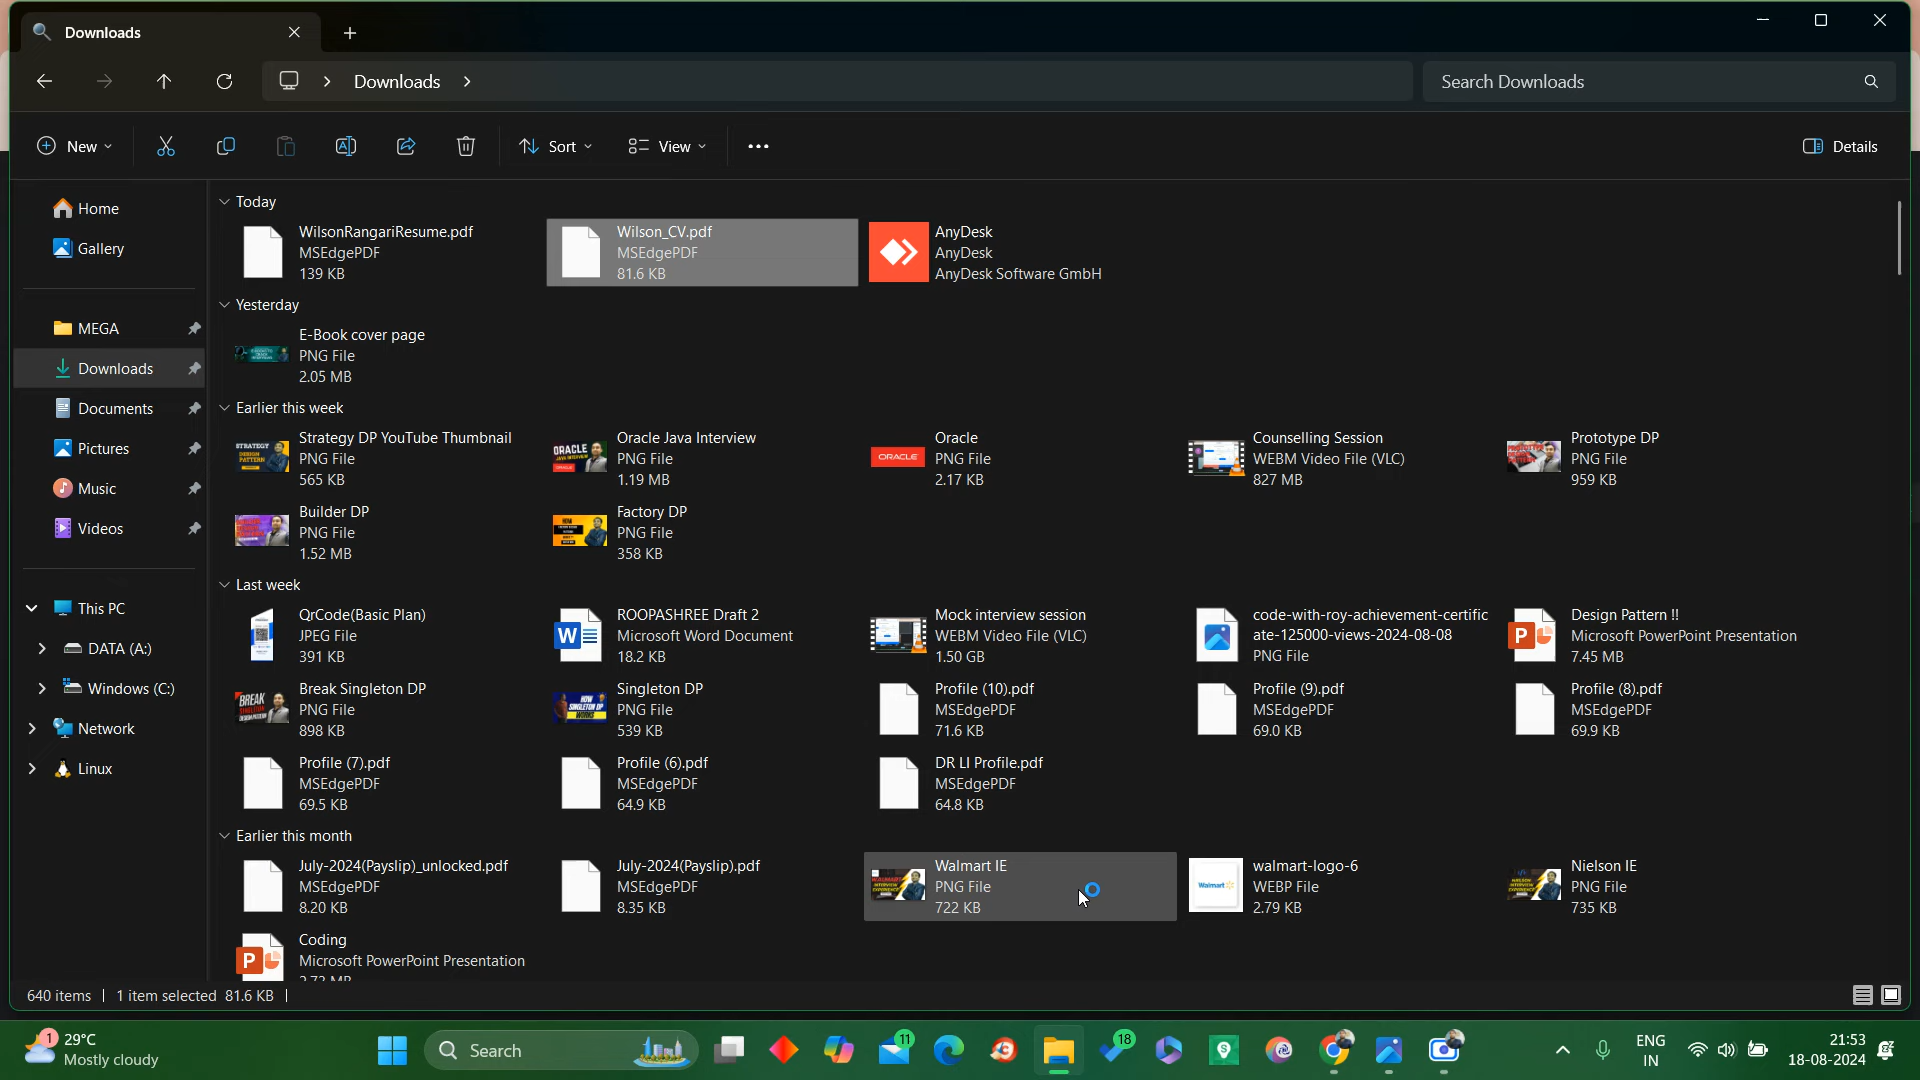 Downloads
Downloads
Search Downloads
New
Sort
View
Details
Home
Gallery
MEGA
Downloads
Documents
Pictures
Music
Videos
This PC
DATA (A:)
Windows (C:)
Network
Linux
Today
WilsonRangariResume.pdf
MSEdgePDF
139 KB
Wilson_CV.pdf
MSEdgePDF
81.6 KB
AnyDesk
AnyDesk
AnyDesk Software GmbH
Yesterday
E-Book cover page
PNG File
2.05 MB
Earlier this week
Strategy DP YouTube Thumbnail
PNG File
565 KB
Oracle Java Interview
PNG File
1.19 MB
Oracle
PNG File
2.17 KB
Counselling Session
WEBM Video File (VLC)
827 MB
Prototype DP
PNG File
959 KB
Builder DP
PNG File
1.52 MB
Factory DP
PNG File
358 KB
Last week
QrCode(Basic Plan)
JPEG File
391 KB
ROOPASHREE Draft 2
Microsoft Word Document
18.2 KB
Mock interview session
WEBM Video File (VLC)
1.50 GB
code-with-roy-achievement-certific
ate-125000-views-2024-08-08
PNG File
Design Pattern !!
Microsoft PowerPoint Presentation
7.45 MB
Break Singleton DP
PNG File
898 KB
Singleton DP
PNG File
539 KB
Profile (10).pdf
MSEdgePDF
71.6 KB
Profile (9).pdf
MSEdgePDF
69.0 KB
Profile (8).pdf
MSEdgePDF
69.9 KB
Profile (7).pdf
MSEdgePDF
69.5 KB
Profile (6).pdf
MSEdgePDF
64.9 KB
DR LI Profile.pdf
MSEdgePDF
64.8 KB
Earlier this month
July-2024(Payslip)_unlocked.pdf
MSEdgePDF
8.20 KB
July-2024(Payslip).pdf
MSEdgePDF
8.35 KB
Walmart IE
PNG File
722 KB
walmart-logo-6
WEBP File
2.79 KB
Nielson IE
PNG File
735 KB
Coding
Microsoft PowerPoint Presentation
640 items
1 item selected 81.6 KB
1
29°C
Mostly cloudy
Search
11
18
ENG
IN
21:53
18-08-2024